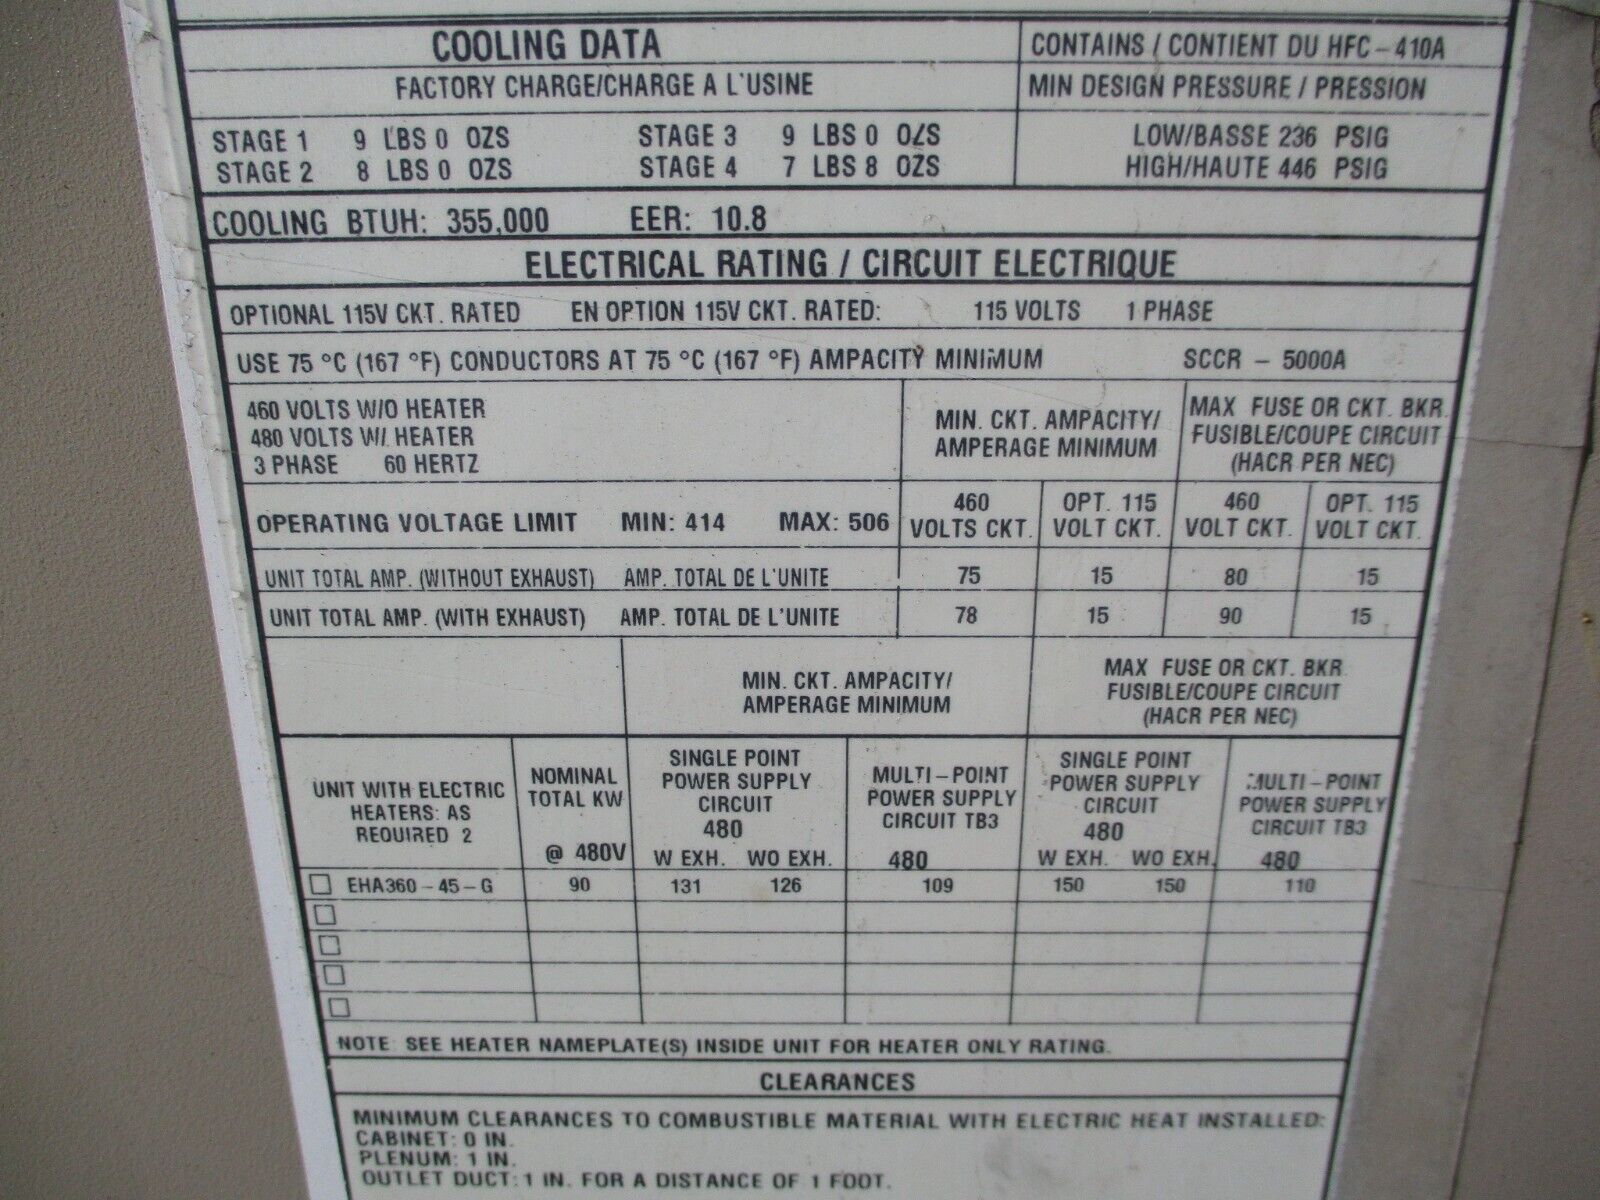 COOLING DATA
CONTAINS / CONTIENT DU HFC – 410A
FACTORY CHARGE/CHARGE A L'USINE
MIN DESIGN PRESSURE / PRESSION
STAGE 1 9 LBS 0 OZS STAGE 3 9 LBS 0 OZS
STAGE 2 8 LBS 0 OZS STAGE 4 7 LBS 8 OZS
LOW/BASSE 236 PSIG
HIGH/HAUTE 446 PSIG
COOLING BTUH: 355,000 EER: 10.8
ELECTRICAL RATING / CIRCUIT ELECTRIQUE
OPTIONAL 115V CKT. RATED EN OPTION 115V CKT. RATED: 115 VOLTS 1 PHASE
USE 75 °C (167 °F) CONDUCTORS AT 75 °C (167 °F) AMPACITY MINIMUM SCCR – 5000A
460 VOLTS W/O HEATER
480 VOLTS W/ HEATER
3 PHASE 60 HERTZ
MIN. CKT. AMPACITY/
AMPERAGE MINIMUM
MAX FUSE OR CKT. BKR.
FUSIBLE/COUPE CIRCUIT
(HACR PER NEC)
OPERATING VOLTAGE LIMIT MIN: 414 MAX: 506
460
VOLTS CKT.
OPT. 115
VOLT CKT.
460
VOLT CKT.
OPT. 115
VOLT CKT.
UNIT TOTAL AMP. (WITHOUT EXHAUST) AMP. TOTAL DE L'UNITE 75 15 80 15
UNIT TOTAL AMP. (WITH EXHAUST) AMP. TOTAL DE L'UNITE 78 15 90 15
MIN. CKT. AMPACITY/
AMPERAGE MINIMUM
MAX FUSE OR CKT. BKR.
FUSIBLE/COUPE CIRCUIT
(HACR PER NEC)
UNIT WITH ELECTRIC
HEATERS: AS
REQUIRED 2
NOMINAL
TOTAL KW
@ 480V
SINGLE POINT
POWER SUPPLY
CIRCUIT
480
W EXH. WO EXH.
MULTI – POINT
POWER SUPPLY
CIRCUIT TB3
480
SINGLE POINT
POWER SUPPLY
CIRCUIT
480
W EXH. WO EXH.
MULTI – POINT
POWER SUPPLY
CIRCUIT TB3
480
EHA360 – 45 – G 90 131 126 109 150 150 110
NOTE: SEE HEATER NAMEPLATE(S) INSIDE UNIT FOR HEATER ONLY RATING.
CLEARANCES
MINIMUM CLEARANCES TO COMBUSTIBLE MATERIAL WITH ELECTRIC HEAT INSTALLED:
CABINET: 0 IN.
PLENUM: 1 IN.
OUTLET DUCT: 1 IN. FOR A DISTANCE OF 1 FOOT.